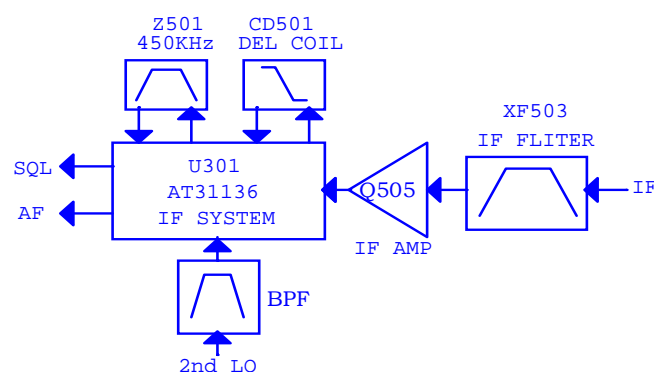 Z501
450KHz
CD501
DEL COIL
XF503
IF FLITER
SQL
AF
U301
AT31136
IF SYSTEM
Q505
IF AMP
IF
BPF
2nd LO